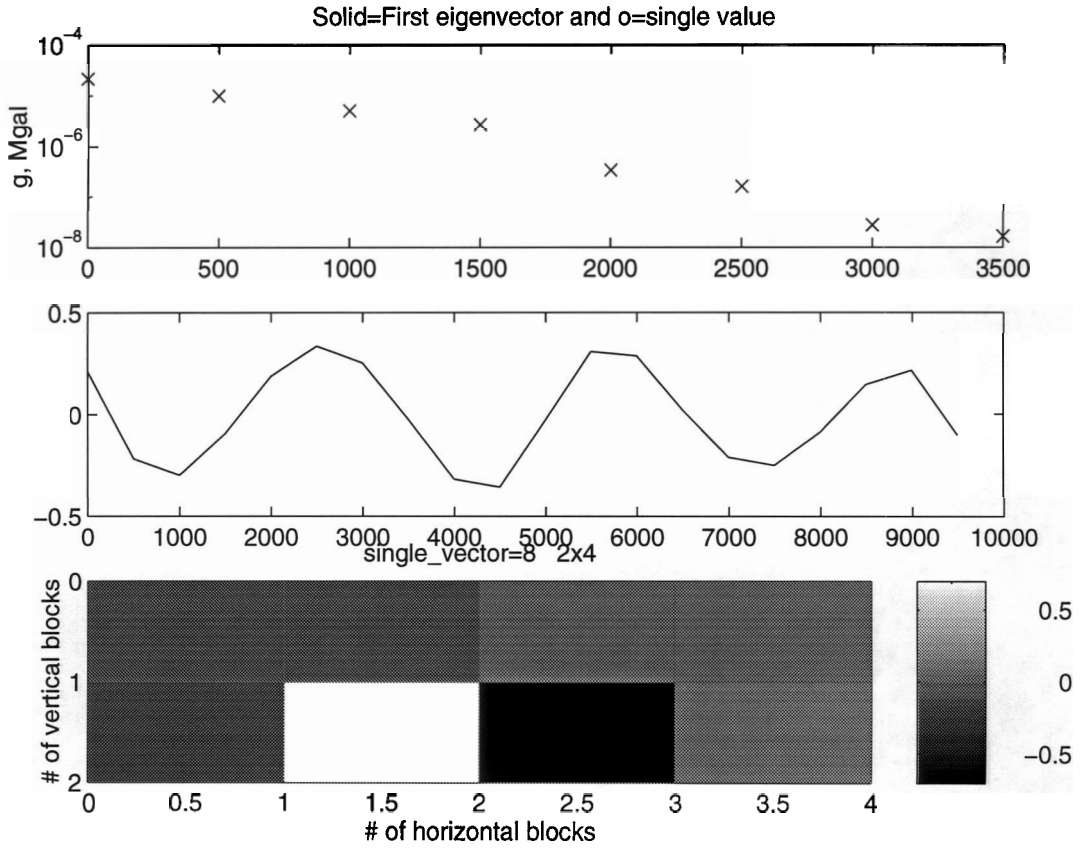 Solid=First eigenvector and o=single value
g, Mgal
10−4
10−6
10−8
0 500 1000 1500 2000 2500 3000 3500
0.5
0
−0.5
0 1000 2000 3000 4000 5000 6000 7000 8000 9000 10000
single_vector=8 2x4
# of vertical blocks
0
1
2
0 0.5 1 1.5 2 2.5 3 3.5 4
# of horizontal blocks
0.5
0
−0.5